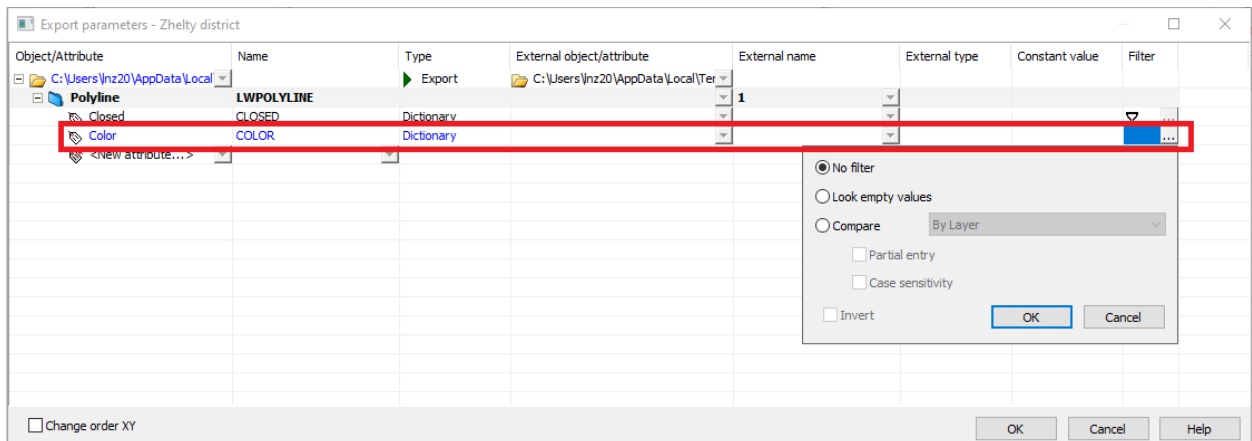 Export parameters - Zhelty district
Object/Attribute Name Type External object/attribute External name External type Constant value Filter
C:\Users\nz20\AppData\Local Export C:\Users\nz20\AppData\Local\Ter
Polyline LWPOLYLINE 1
Closed CLOSED Dictionary ...
Color COLOR Dictionary ...
<New attribute...>
No filter
Look empty values
Compare By Layer
Partial entry
Case sensitivity
Invert OK Cancel
Change order XY OK Cancel Help